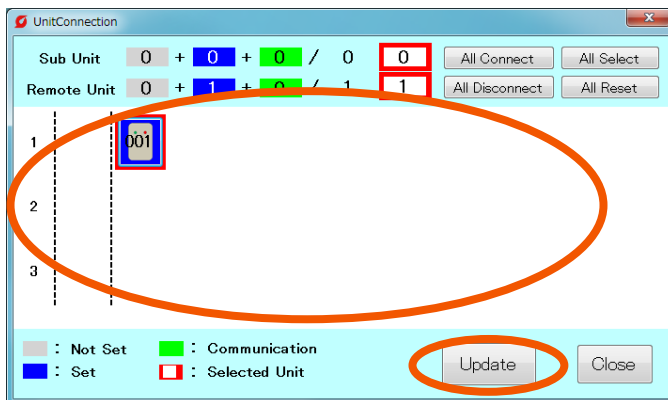 UnitConnection
Sub Unit 0 + 0 + 0 / 0 0 All Connect All Select
Remote Unit 0 + 1 + 0 / 1 1 All Disconnect All Reset
1 001
2
3
: Not Set : Communication
: Set : Selected Unit
Update Close